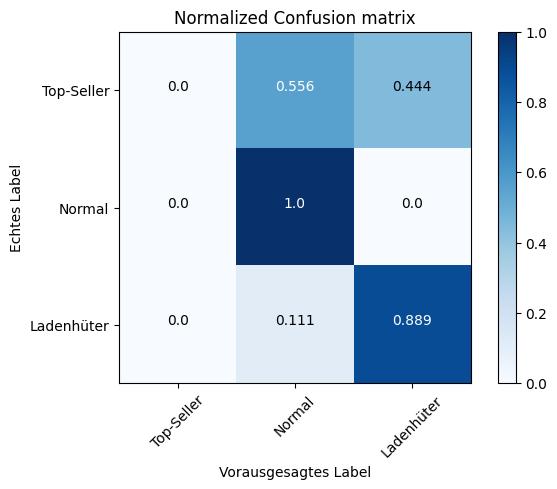 Normalized Confusion matrix
Echtes Label
Top-Seller 0.0 0.556 0.444
Normal 0.0 1.0 0.0
Ladenhüter 0.0 0.111 0.889
Top-Seller Normal Ladenhüter
Vorausgesagtes Label
1.0
0.8
0.6
0.4
0.2
0.0